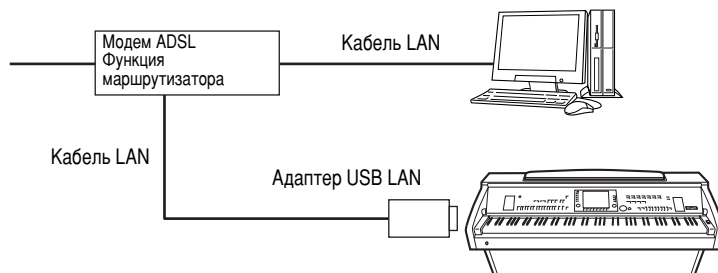 Модем ADSL
Функция
маршрутизатора
Кабель LAN
Кабель LAN
Адаптер USB LAN